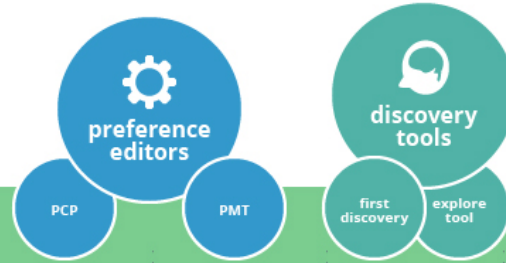 preference
editors
PCP
PMT
discovery
tools
first
discovery
explore
tool